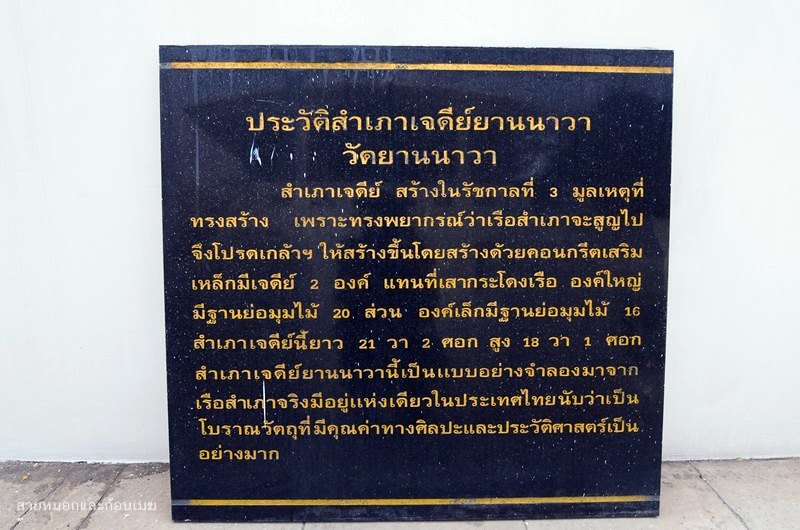 ประวัติสำเภาเจดีย์ยานนาวา
วัดยานนาวา
สำเภาเจดีย์ สร้างในรัชกาลที่ 3 มูลเหตุที่
ทรงสร้าง เพราะทรงพยากรณ์ว่าเรือสำเภาจะสูญไป
จึงโปรดเกล้าฯ ให้สร้างขึ้นโดยสร้างด้วยคอนกรีตเสริม
เหล็กมีเจดีย์ 2 องค์ แทนที่เสากระโดงเรือ องค์ใหญ่
มีฐานย่อมุมไม้ 20 ส่วน องค์เล็กมีฐานย่อมุมไม้ 16
สำเภาเจดีย์นี้ยาว 21 วา 2 ศอก สูง 18 วา 1 ศอก
สำเภาเจดีย์ยานนาวานี้เป็นแบบอย่างจำลองมาจาก
เรือสำเภาจริงมีอยู่แห่งเดียวในประเทศไทยนับว่าเป็น
โบราณวัตถุที่มีคุณค่าทางศิลปะและประวัติศาสตร์เป็น
อย่างมาก
สายหมอกและก้อนเมฆ